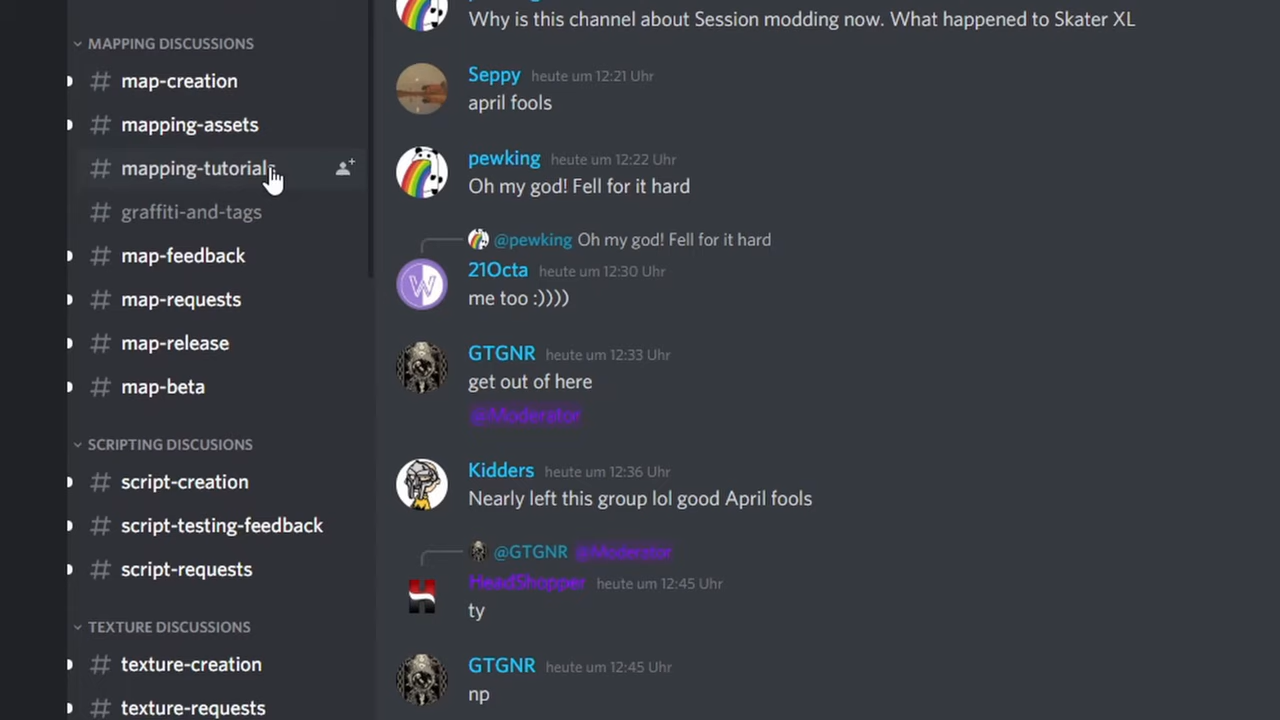 MAPPING DISCUSSIONS
# map-creation
# mapping-assets
# mapping-tutorials
# graffiti-and-tags
# map-feedback
# map-requests
# map-release
# map-beta
SCRIPTING DISCUSIONS
# script-creation
# script-testing-feedback
# script-requests
TEXTURE DISCUSSIONS
# texture-creation
# texture-requests
Why is this channel about Session modding now. What happened to Skater XL
Seppy heute um 12:21 Uhr
april fools
pewking heute um 12:22 Uhr
Oh my god! Fell for it hard
@pewking Oh my god! Fell for it hard
21Octa heute um 12:30 Uhr
me too :))))
GTGNR heute um 12:33 Uhr
get out of here
@Moderator
Kidders heute um 12:36 Uhr
Nearly left this group lol good April fools
@GTGNR @Moderator
HeadShopper heute um 12:45 Uhr
ty
GTGNR heute um 12:45 Uhr
np